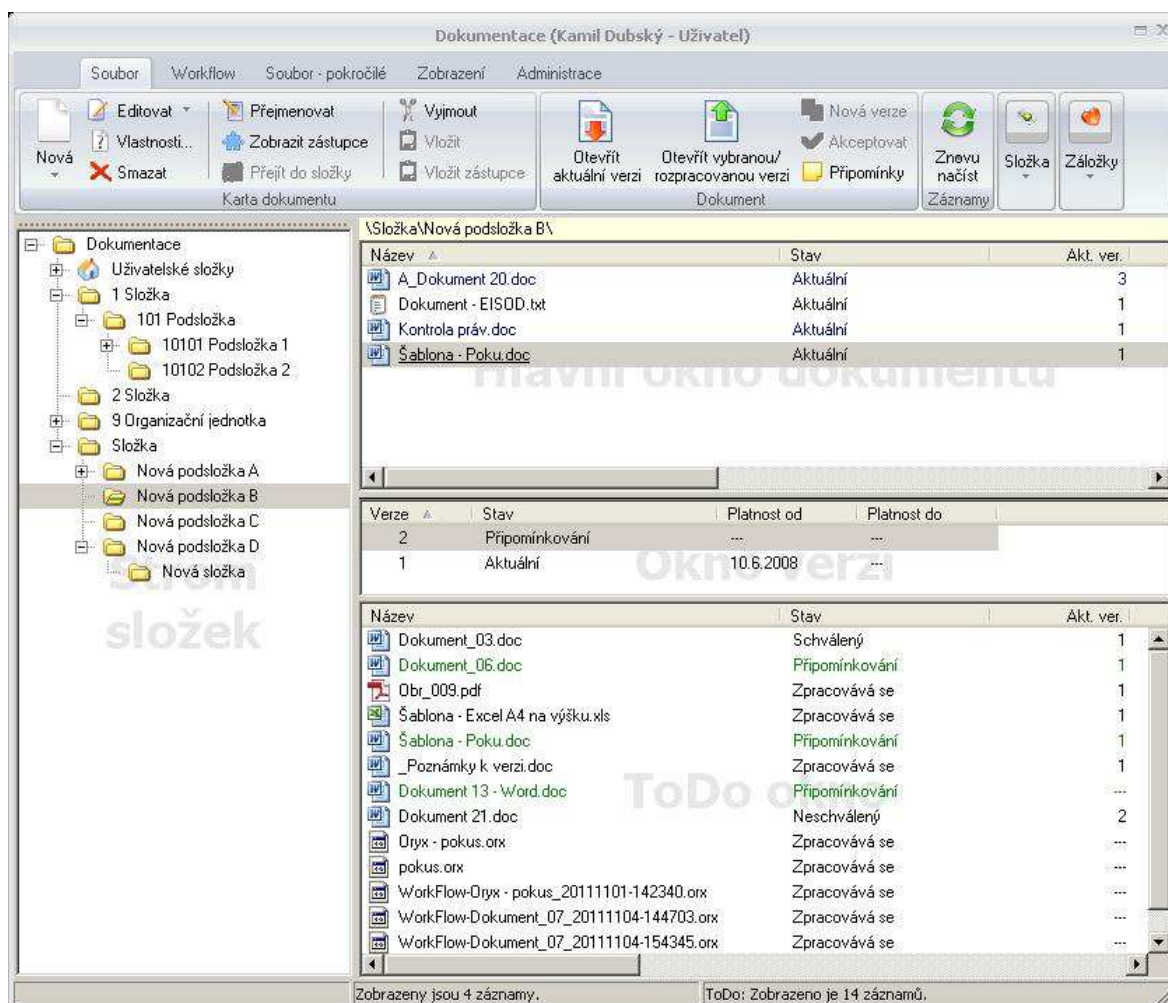 Dokumentace (Kamil Dubský - Uživatel)
Soubor Workflow Soubor - pokročilé Zobrazení Administrace
Nová
Editovat
Vlastnosti...
Smazat
Přejmenovat
Zobrazit zástupce
Přejít do složky
Vyjmout
Vložit
Vložit zástupce
Karta dokumentu
Otevřít
aktuální verzi
Otevřít vybranou/
rozpracovanou verzi
Nová verze
Akceptovat
Připomínky
Dokument
Znovu
načíst
Záznamy
Složka
Záložky
Dokumentace
Uživatelské složky
1 Složka
101 Podsložka
10101 Podsložka 1
10102 Podsložka 2
2 Složka
9 Organizační jednotka
Složka
Nová podsložka A
Nová podsložka B
Nová podsložka C
Nová podsložka D
Nová složka
Strom
složek
\Složka\Nová podsložka B\
Název Stav Akt. ver.
A_Dokument 20.doc Aktuální 3
Dokument - EISOD.txt Aktuální 1
Kontrola práv.doc Aktuální 1
Šablona - Poku.doc Aktuální 1
Hlavní okno dokumentů
Verze Stav Platnost od Platnost do
2 Připomínkování --- ---
1 Aktuální 10.6.2008 ---
Okno verzí
Název Stav Akt. ver.
Dokument_03.doc Schválený 1
Dokument_06.doc Připomínkování 1
Obr_009.pdf Zpracovává se 1
Šablona - Excel A4 na výšku.xls Zpracovává se 1
Šablona - Poku.doc Připomínkování 1
_Poznámky k verzi.doc Zpracovává se 1
Dokument 13 - Word.doc Připomínkování ---
Dokument 21.doc Neschválený 2
Oryx - pokus.orx Zpracovává se ---
pokus.orx Zpracovává se ---
WorkFlow-Oryx - pokus_20111101-142340.orx Zpracovává se ---
WorkFlow-Dokument_07_20111104-144703.orx Zpracovává se ---
WorkFlow-Dokument_07_20111104-154345.orx Zpracovává se ---
ToDo okno
Zobrazeny jsou 4 záznamy. ToDo: Zobrazeno je 14 záznamů.